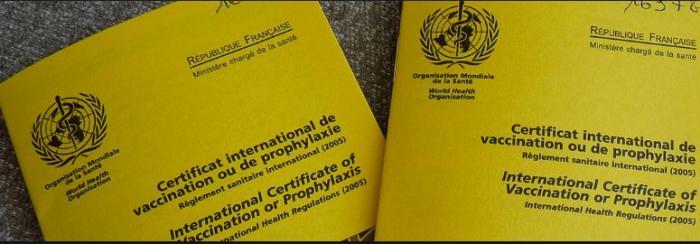 RÉPUBLIQUE FRANÇAISE
Ministère chargé de la santé
Organisation Mondiale
de la Santé
World Health
Organisation
Certificat international de
vaccination ou de prophylaxie
Règlement sanitaire international (2005)
International Certificate of
Vaccination or Prophylaxis
International Health Regulations (2005)
RÉPUBLIQUE FRANÇAISE
Ministère chargé de la santé
Organisation Mondiale
de la Santé
World Health
Organisation
Certificat international de
vaccination ou de prophylaxie
Règlement sanitaire international (2005)
International Certificate of
Vaccination or Prophylaxis
International Health Regulations (2005)